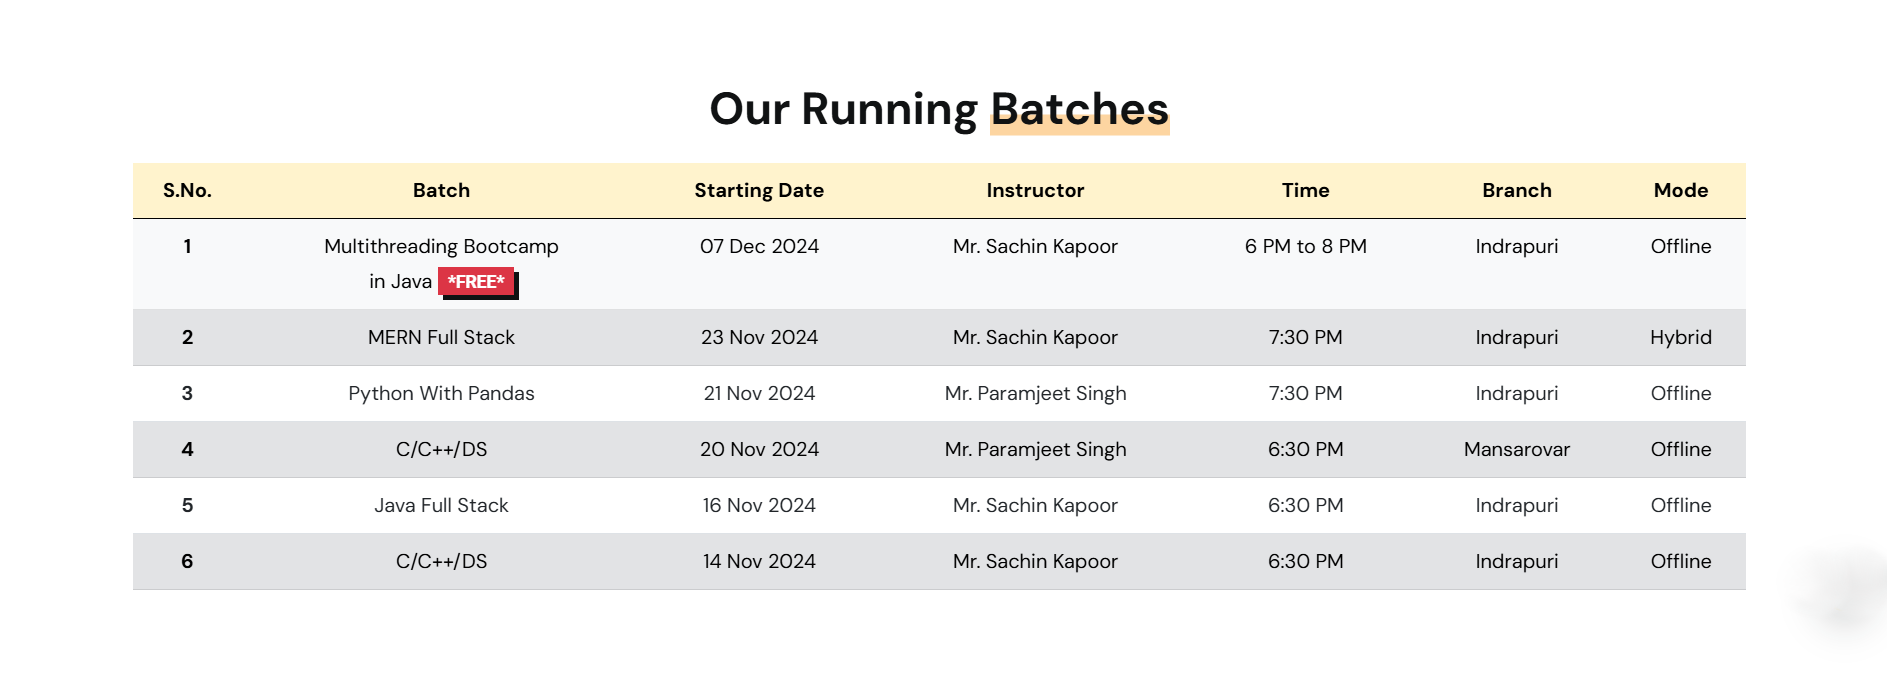 Our Running Batches
S.No. Batch Starting Date Instructor Time Branch Mode
1 Multithreading Bootcamp 07 Dec 2024 Mr. Sachin Kapoor 6 PM to 8 PM Indrapuri Offline
in Java *FREE*
2 MERN Full Stack 23 Nov 2024 Mr. Sachin Kapoor 7:30 PM Indrapuri Hybrid
3 Python With Pandas 21 Nov 2024 Mr. Paramjeet Singh 7:30 PM Indrapuri Offline
4 C/C++/DS 20 Nov 2024 Mr. Paramjeet Singh 6:30 PM Mansarovar Offline
5 Java Full Stack 16 Nov 2024 Mr. Sachin Kapoor 6:30 PM Indrapuri Offline
6 C/C++/DS 14 Nov 2024 Mr. Sachin Kapoor 6:30 PM Indrapuri Offline